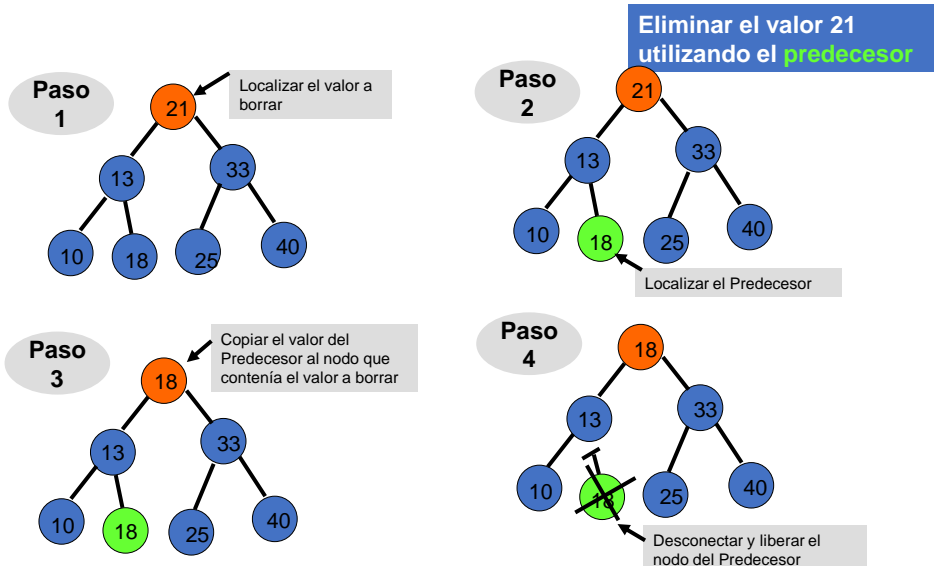 Eliminar el valor 21
utilizando el predecesor
Paso
1
Localizar el valor a
borrar
21
13
33
10
18
25
40
Paso
2
21
13
33
10
18
25
40
Localizar el Predecesor
Paso
3
Copiar el valor del
Predecesor al nodo que
contenía el valor a borrar
18
13
33
10
18
25
40
Paso
4
18
13
33
10
18
25
40
Desconectar y liberar el
nodo del Predecesor